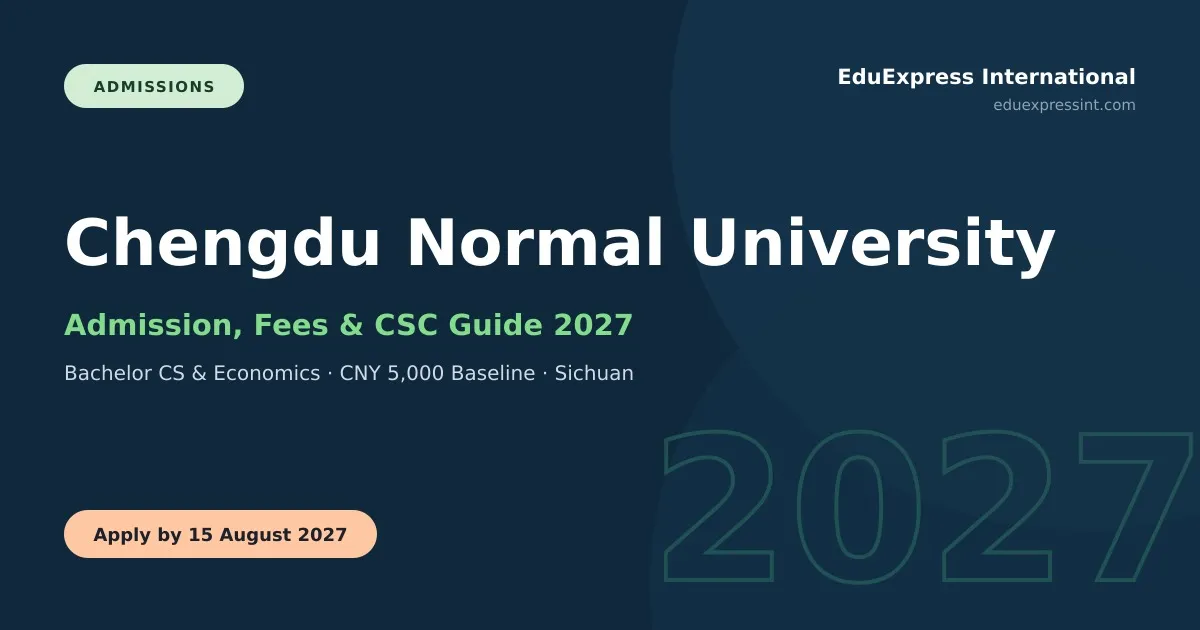 ADMISSIONS
EduExpress International
eduexpressint.com
Chengdu Normal University
Admission, Fees & CSC Guide 2027
Bachelor CS & Economics · CNY 5,000 Baseline · Sichuan
2027
Apply by 15 August 2027